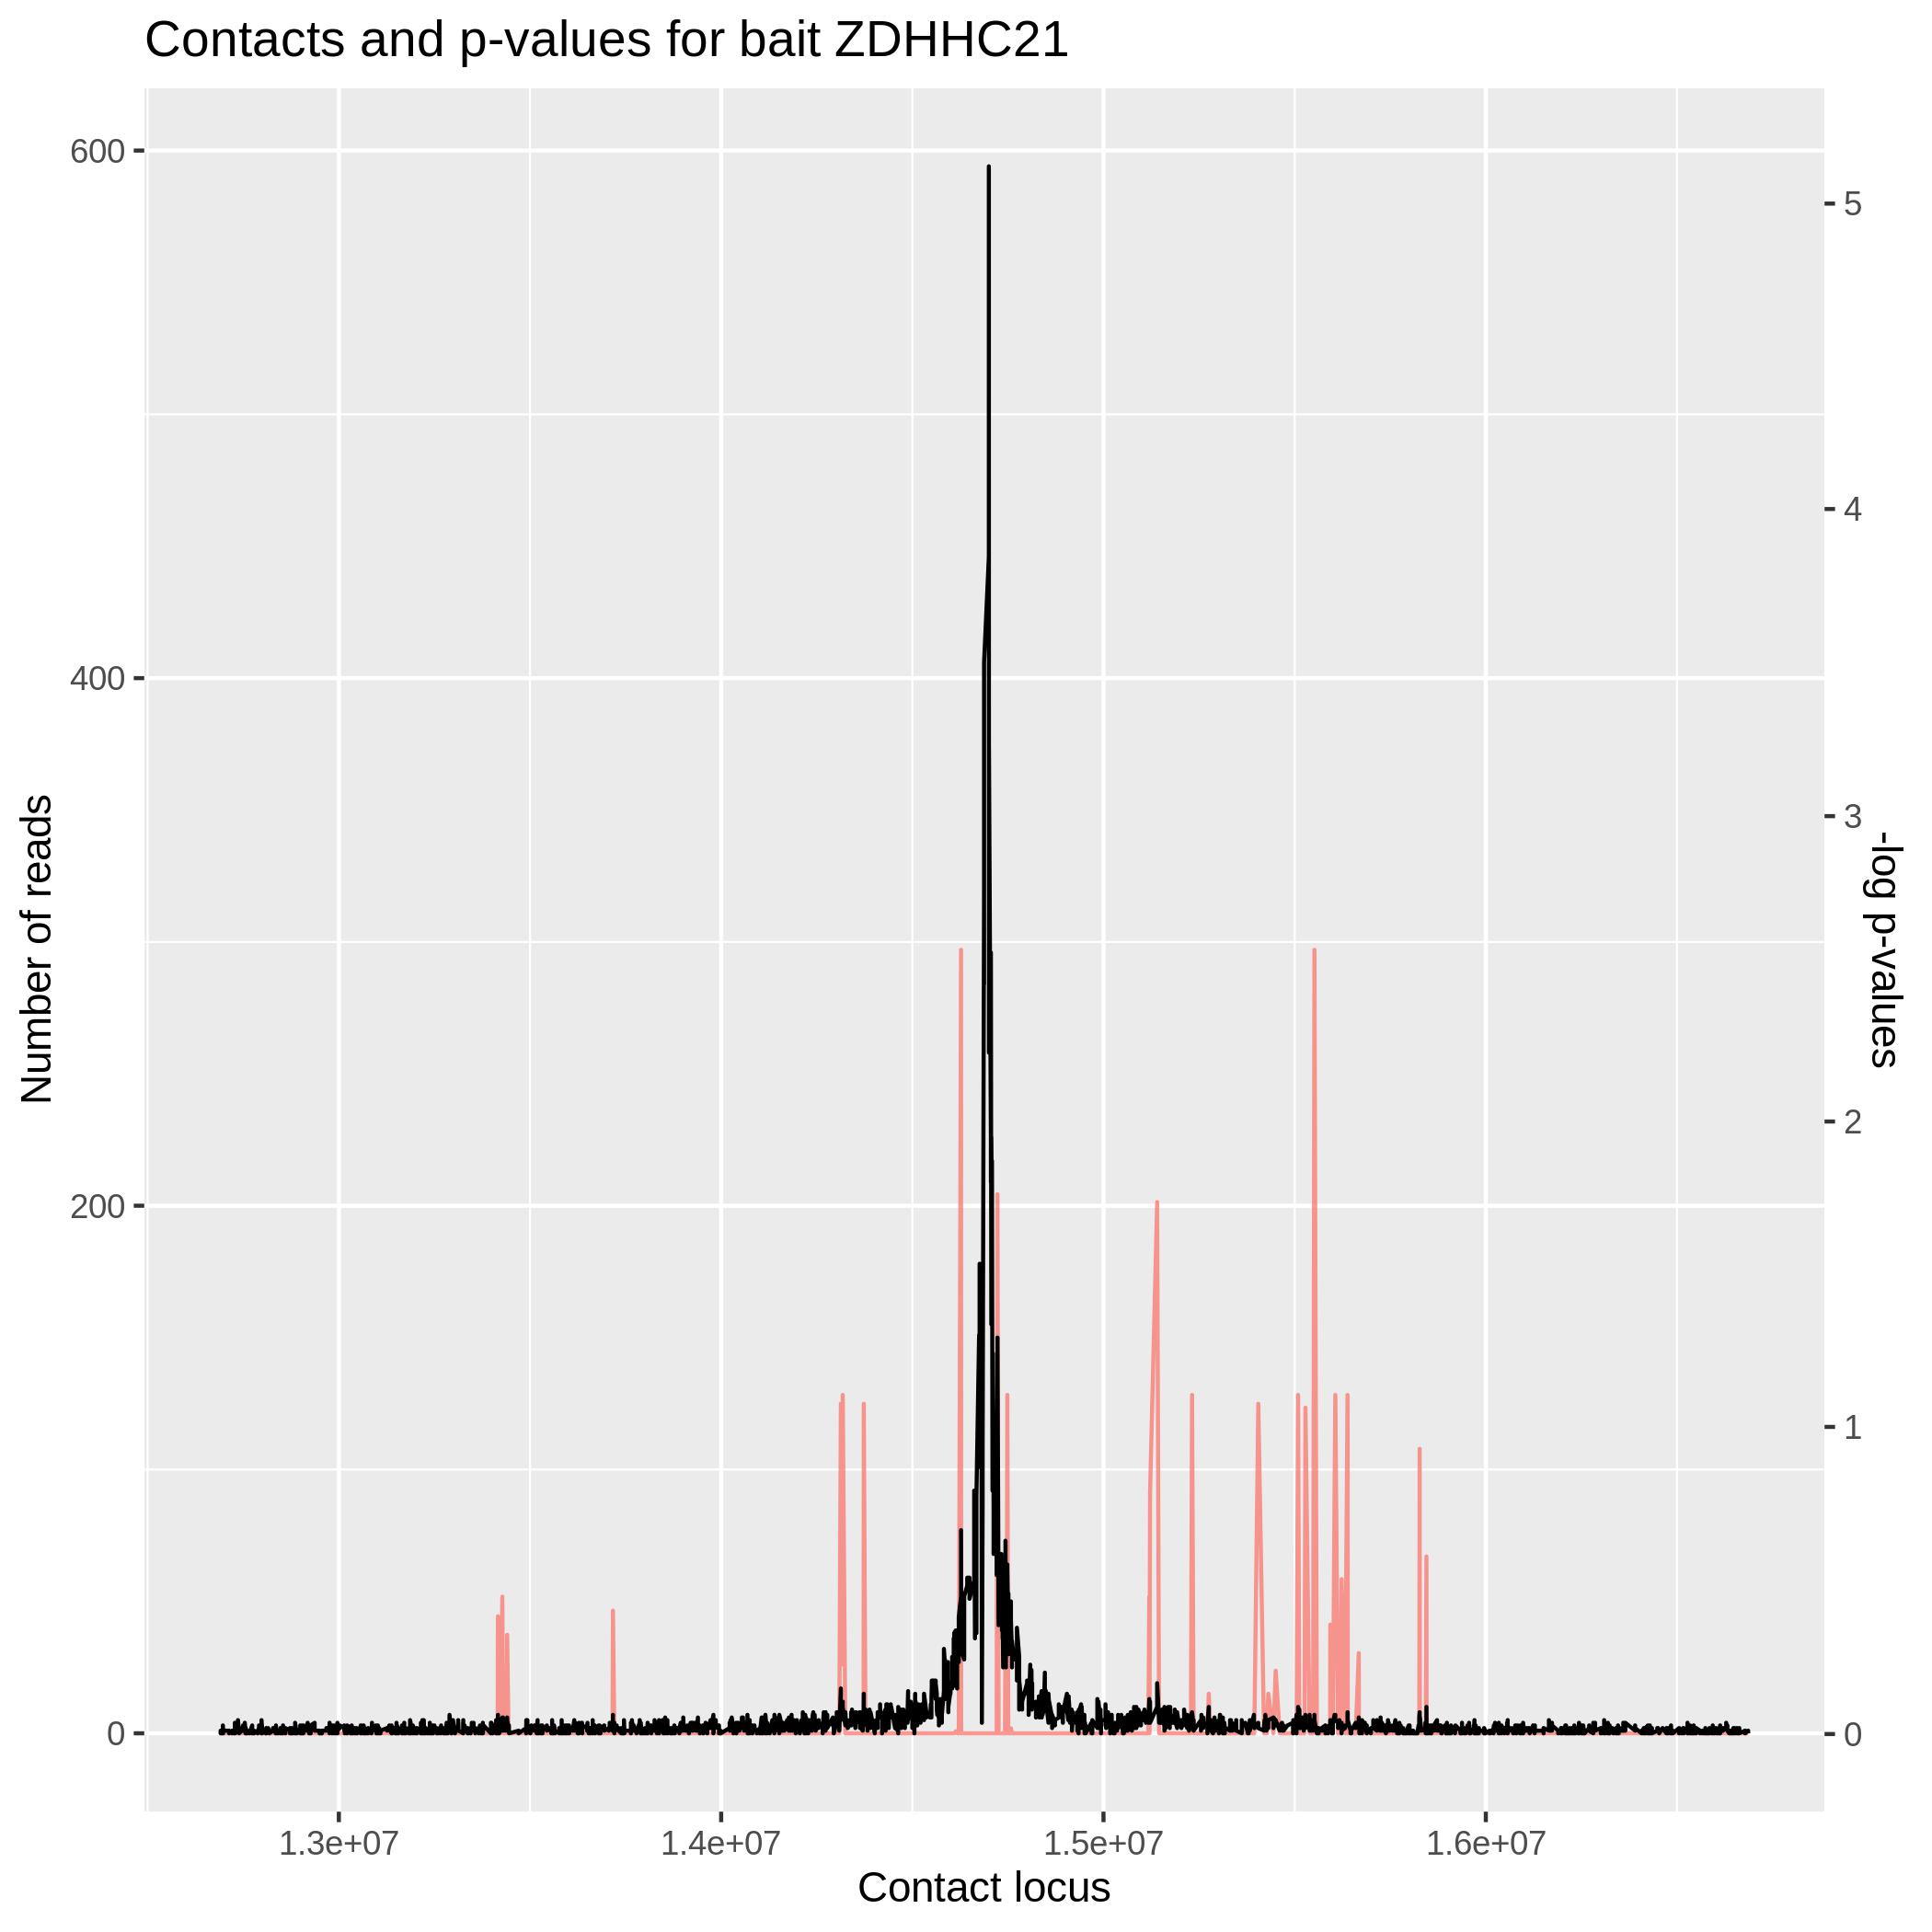 Contacts and p-values for bait ZDHHC21
Number of reads
600
400
200
0
5
4
3
2
1
0
-log p-values
1.3e+07 1.4e+07 1.5e+07 1.6e+07
Contact locus